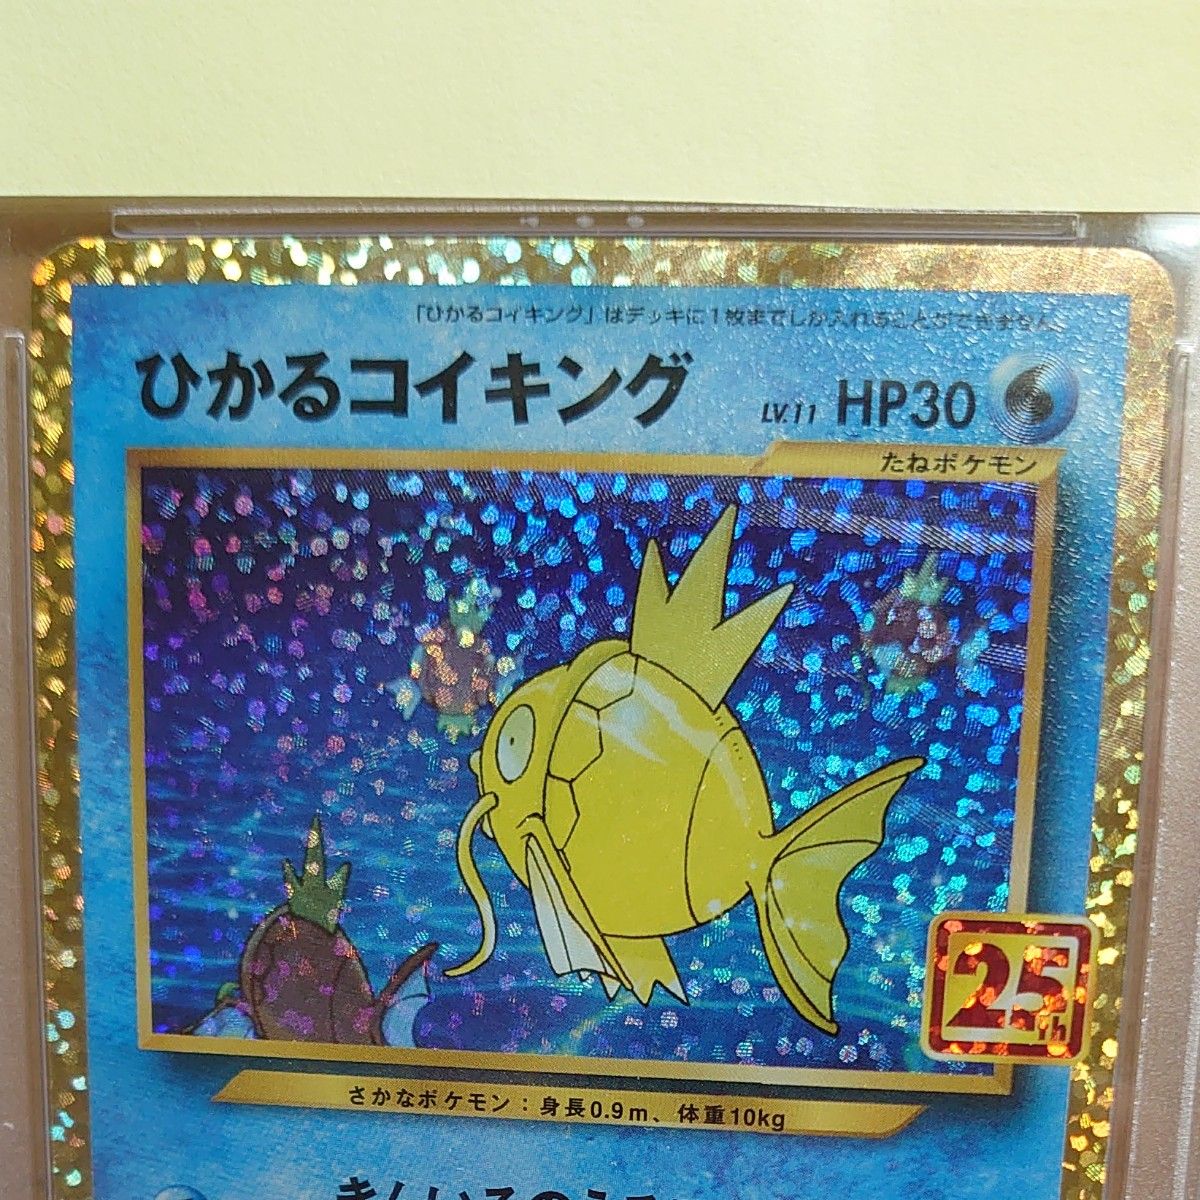 「ひかるコイキング」はデッキに1枚までしか入れることができません。
ひかるコイキング LV.11 HP30
たねポケモン
25th
さかなポケモン：身長0.9m、体重10kg